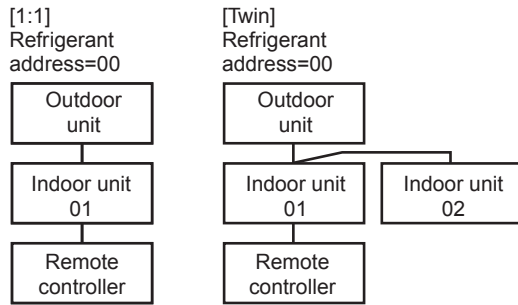 [1:1]
Refrigerant
address=00
Outdoor
unit
Indoor unit
01
Remote
controller
[Twin]
Refrigerant
address=00
Outdoor
unit
Indoor unit
01
Indoor unit
02
Remote
controller